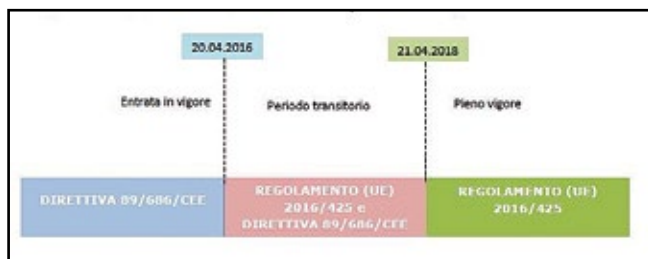 20.04.2016
21.04.2018
Entrata in vigore
Periodo transitorio
Pieno vigore
DIRETTIVA 89/686/CEE
REGOLAMENTO (UE)
2016/425 e
DIRETTIVA 89/686/CEE
REGOLAMENTO (UE)
2016/425